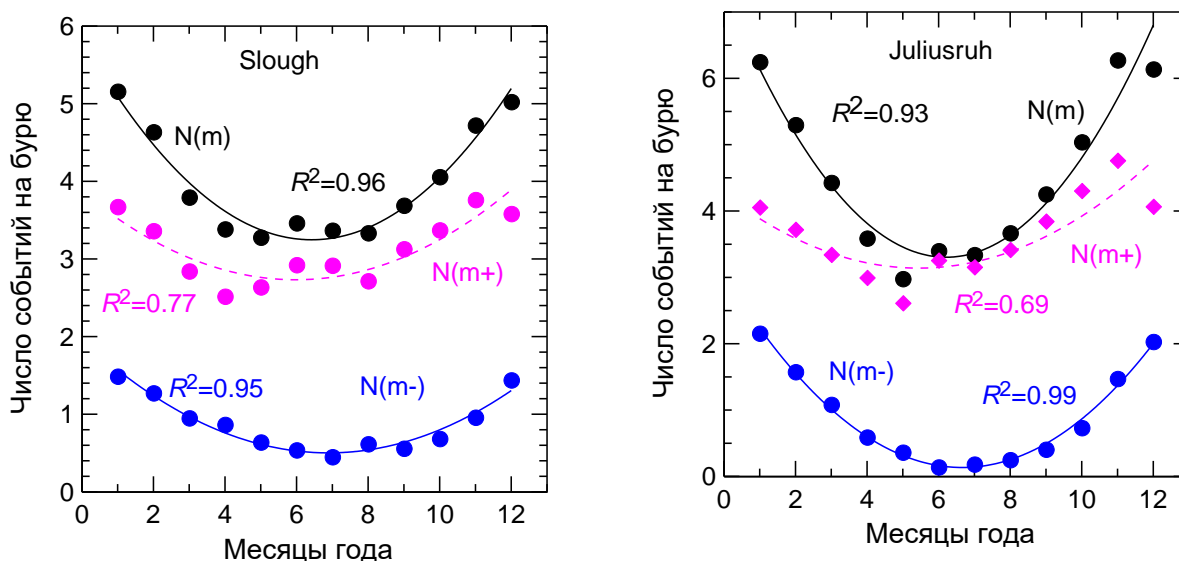 Slough
Число событий на бурю
6
5
4
3
2
1
0
N(m)
R²=0.96
N(m+)
R²=0.77
R²=0.95
N(m-)
0 2 4 6 8 10 12
Месяцы года
Juliusruh
Число событий на бурю
6
4
2
0
R²=0.93
N(m)
N(m+)
R²=0.69
N(m-)
R²=0.99
0 2 4 6 8 10 12
Месяцы года